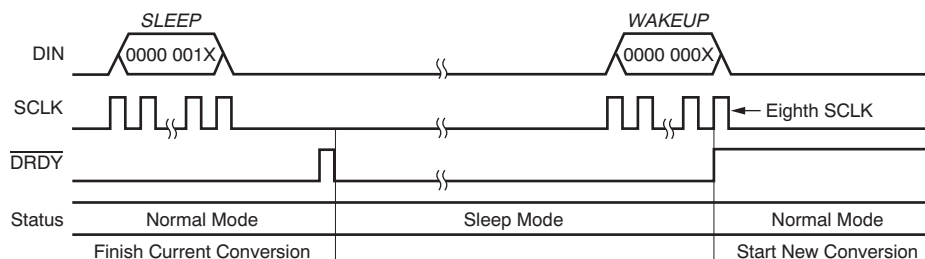 SLEEP WAKEUP
DIN 0000 001X 0000 000X
SCLK Eighth SCLK
DRDY
Status Normal Mode Sleep Mode Normal Mode
Finish Current Conversion Start New Conversion